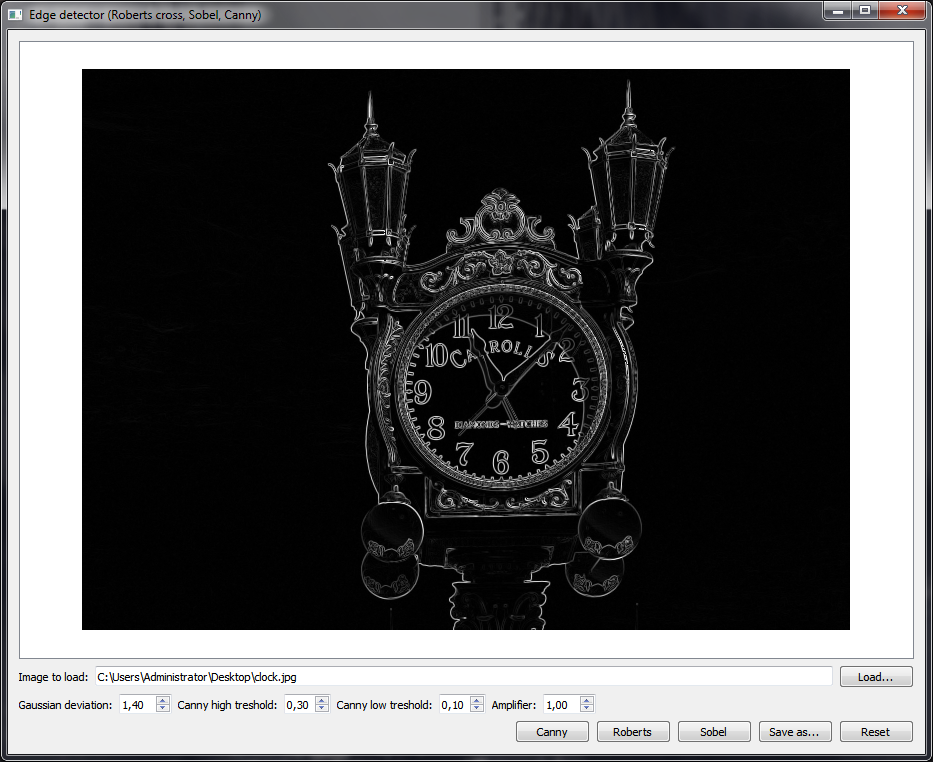 Edge detector (Roberts cross, Sobel, Canny)
11 12 1
10 2
CARROLL'S
9 3
DIAMONDS-WATCHES
8 4
7 6 5
Image to load: C:\Users\Administrator\Desktop\clock.jpg Load...
Gaussian deviation: 1,40 Canny high treshold: 0,30 Canny low treshold: 0,10 Amplifier: 1,00
Canny Roberts Sobel Save as... Reset